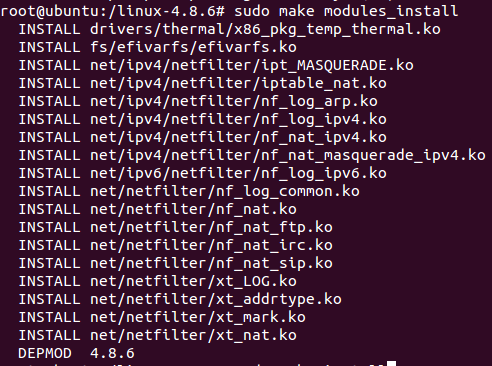 root@ubuntu:/linux-4.8.6# sudo make modules_install
INSTALL drivers/thermal/x86_pkg_temp_thermal.ko
INSTALL fs/efivarfs/efivarfs.ko
INSTALL net/ipv4/netfilter/ipt_MASQUERADE.ko
INSTALL net/ipv4/netfilter/iptable_nat.ko
INSTALL net/ipv4/netfilter/nf_log_arp.ko
INSTALL net/ipv4/netfilter/nf_log_ipv4.ko
INSTALL net/ipv4/netfilter/nf_nat_ipv4.ko
INSTALL net/ipv4/netfilter/nf_nat_masquerade_ipv4.ko
INSTALL net/ipv6/netfilter/nf_log_ipv6.ko
INSTALL net/netfilter/nf_log_common.ko
INSTALL net/netfilter/nf_nat.ko
INSTALL net/netfilter/nf_nat_ftp.ko
INSTALL net/netfilter/nf_nat_irc.ko
INSTALL net/netfilter/nf_nat_sip.ko
INSTALL net/netfilter/xt_LOG.ko
INSTALL net/netfilter/xt_addrtype.ko
INSTALL net/netfilter/xt_mark.ko
INSTALL net/netfilter/xt_nat.ko
DEPMOD 4.8.6